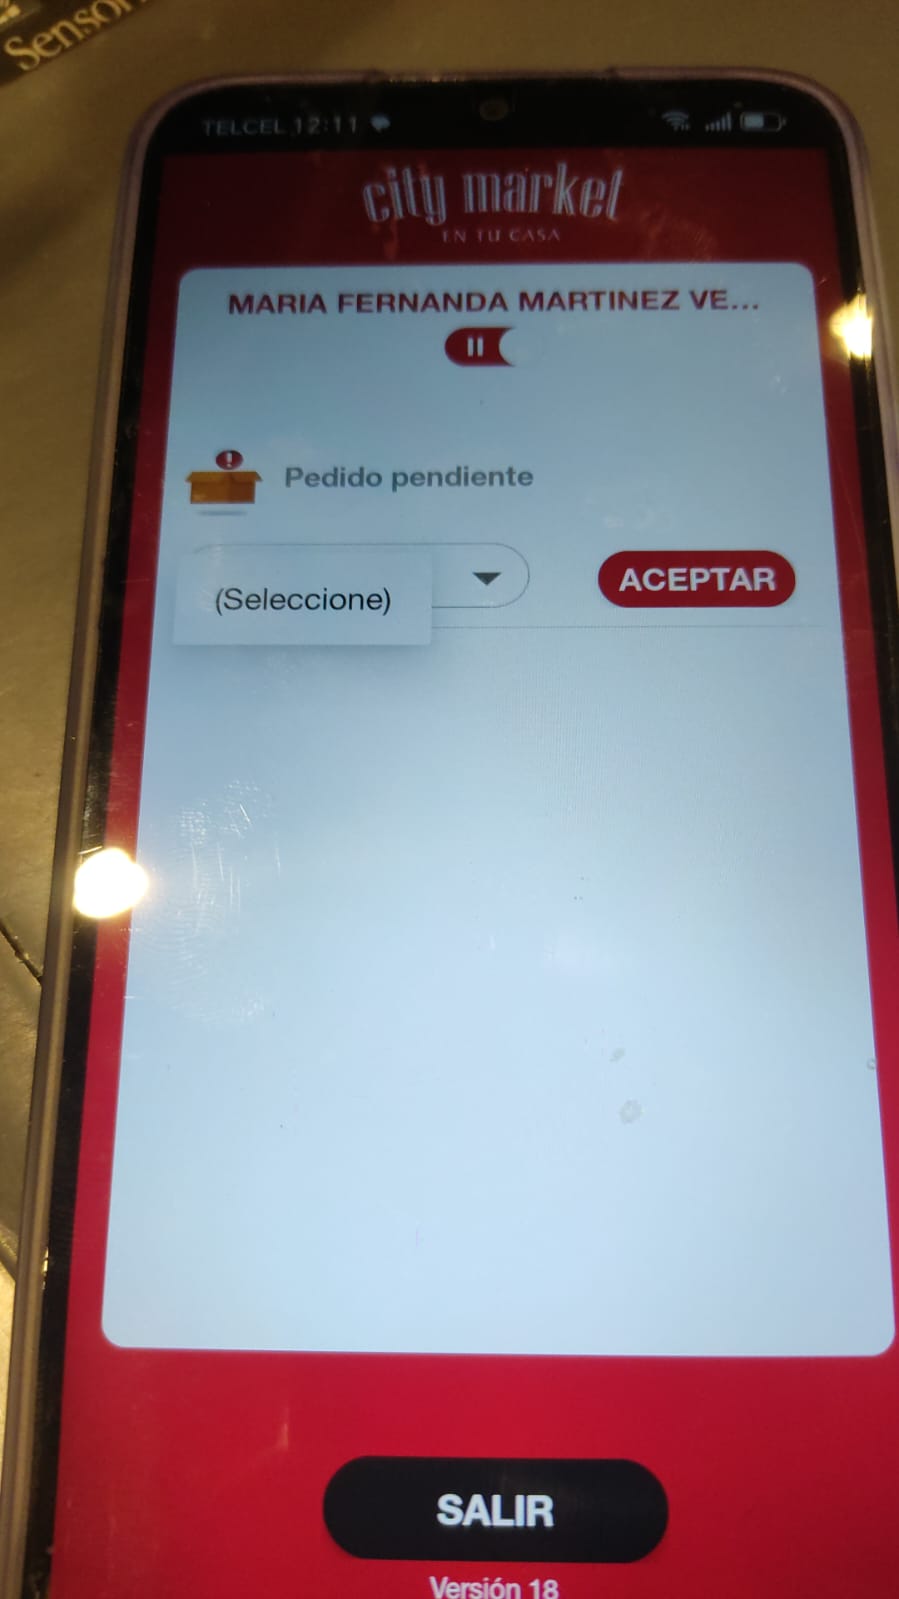 Sensor
TELCEL 12:11
city market
EN TU CASA
MARIA FERNANDA MARTINEZ VE...
Pedido pendiente
(Seleccione)
ACEPTAR
SALIR
Versión 18